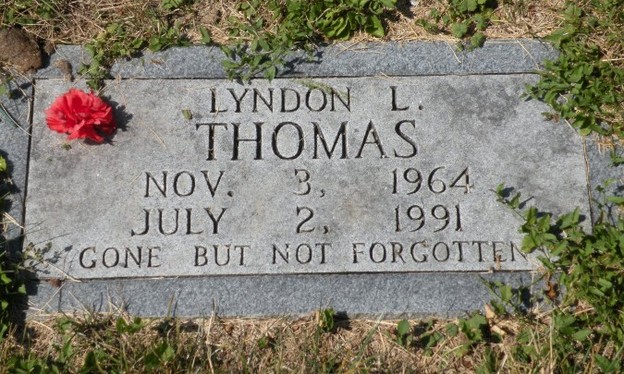 LYNDON L.
THOMAS
NOV. 3, 1964
JULY 2, 1991
GONE BUT NOT FORGOTTEN